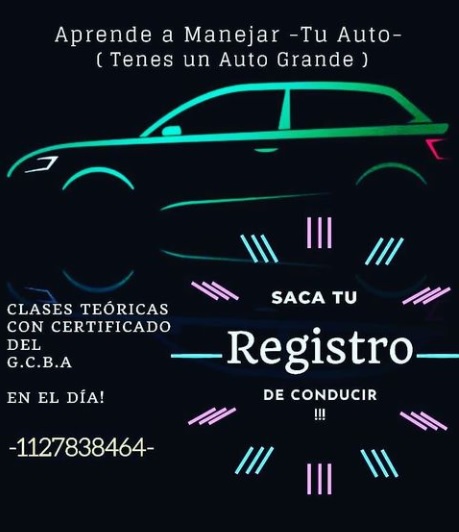 Aprende a Manejar -Tu Auto-
( Tenes un Auto Grande )
SACA TU
Registro
DE CONDUCIR
!!!
CLASES TEÓRICAS
CON CERTIFICADO
DEL
G.C.B.A
EN EL DÍA!
-1127838464-